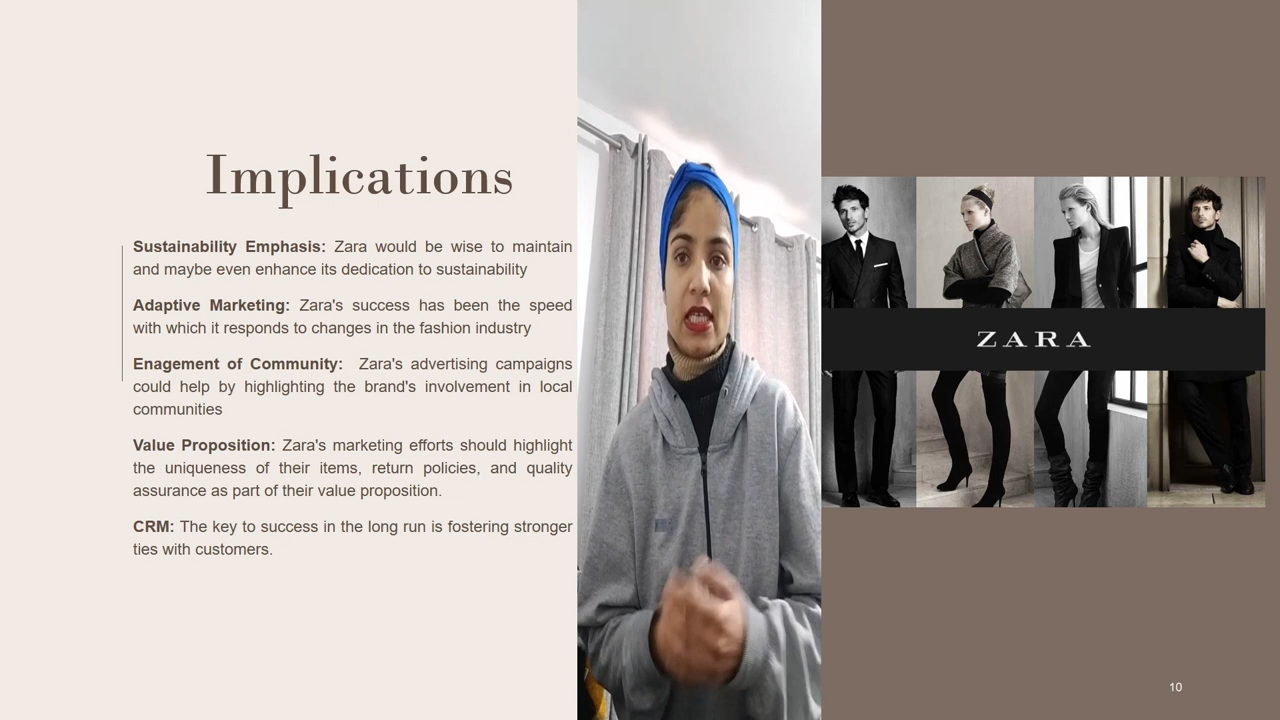 Implications
Sustainability Emphasis: Zara would be wise to maintain
and maybe even enhance its dedication to sustainability
Adaptive Marketing: Zara's success has been the speed
with which it responds to changes in the fashion industry
Enagement of Community: Zara's advertising campaigns
could help by highlighting the brand's involvement in local
communities
Value Proposition: Zara's marketing efforts should highlight
the uniqueness of their items, return policies, and quality
assurance as part of their value proposition.
CRM: The key to success in the long run is fostering stronger
ties with customers.
ZARA
10